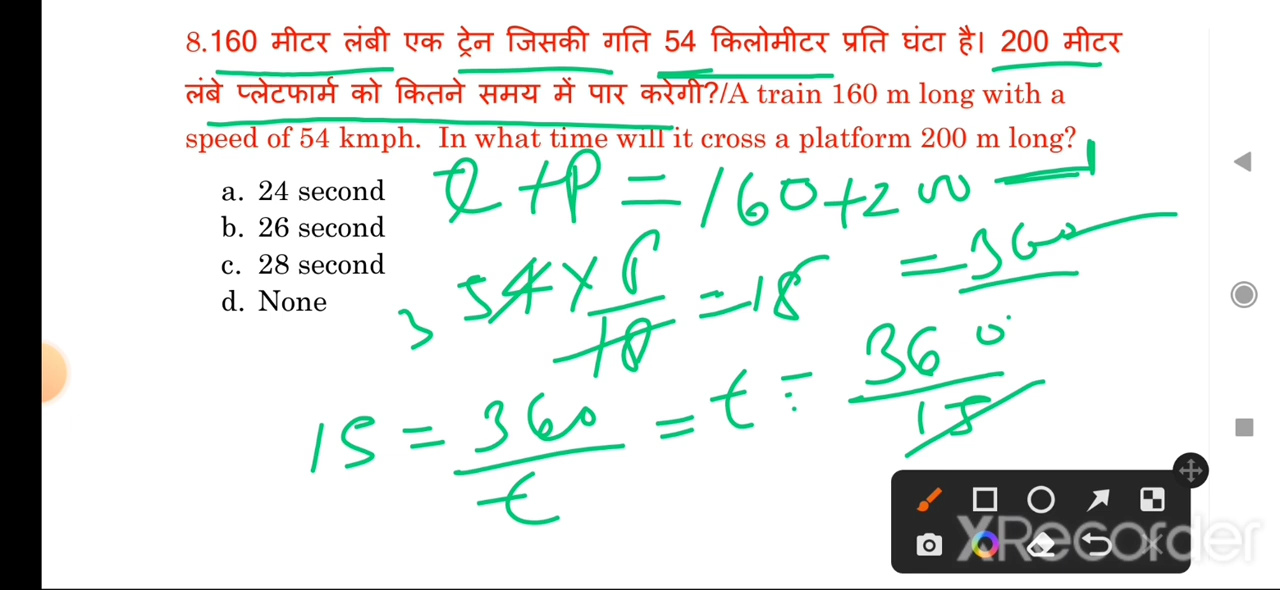 8.160 मीटर लंबी एक ट्रेन जिसकी गति 54 किलोमीटर प्रति घंटा है। 200 मीटर
लंबे प्लेटफार्म को कितने समय में पार करेगी?/A train 160 m long with a
speed of 54 kmph. In what time will it cross a platform 200 m long?
a. 24 second
b. 26 second
c. 28 second
d. None
l + P = 160 + 200
= 360
3
54 × 5/18 = 15
15 = 360/t = t = 360/15
XRecorder